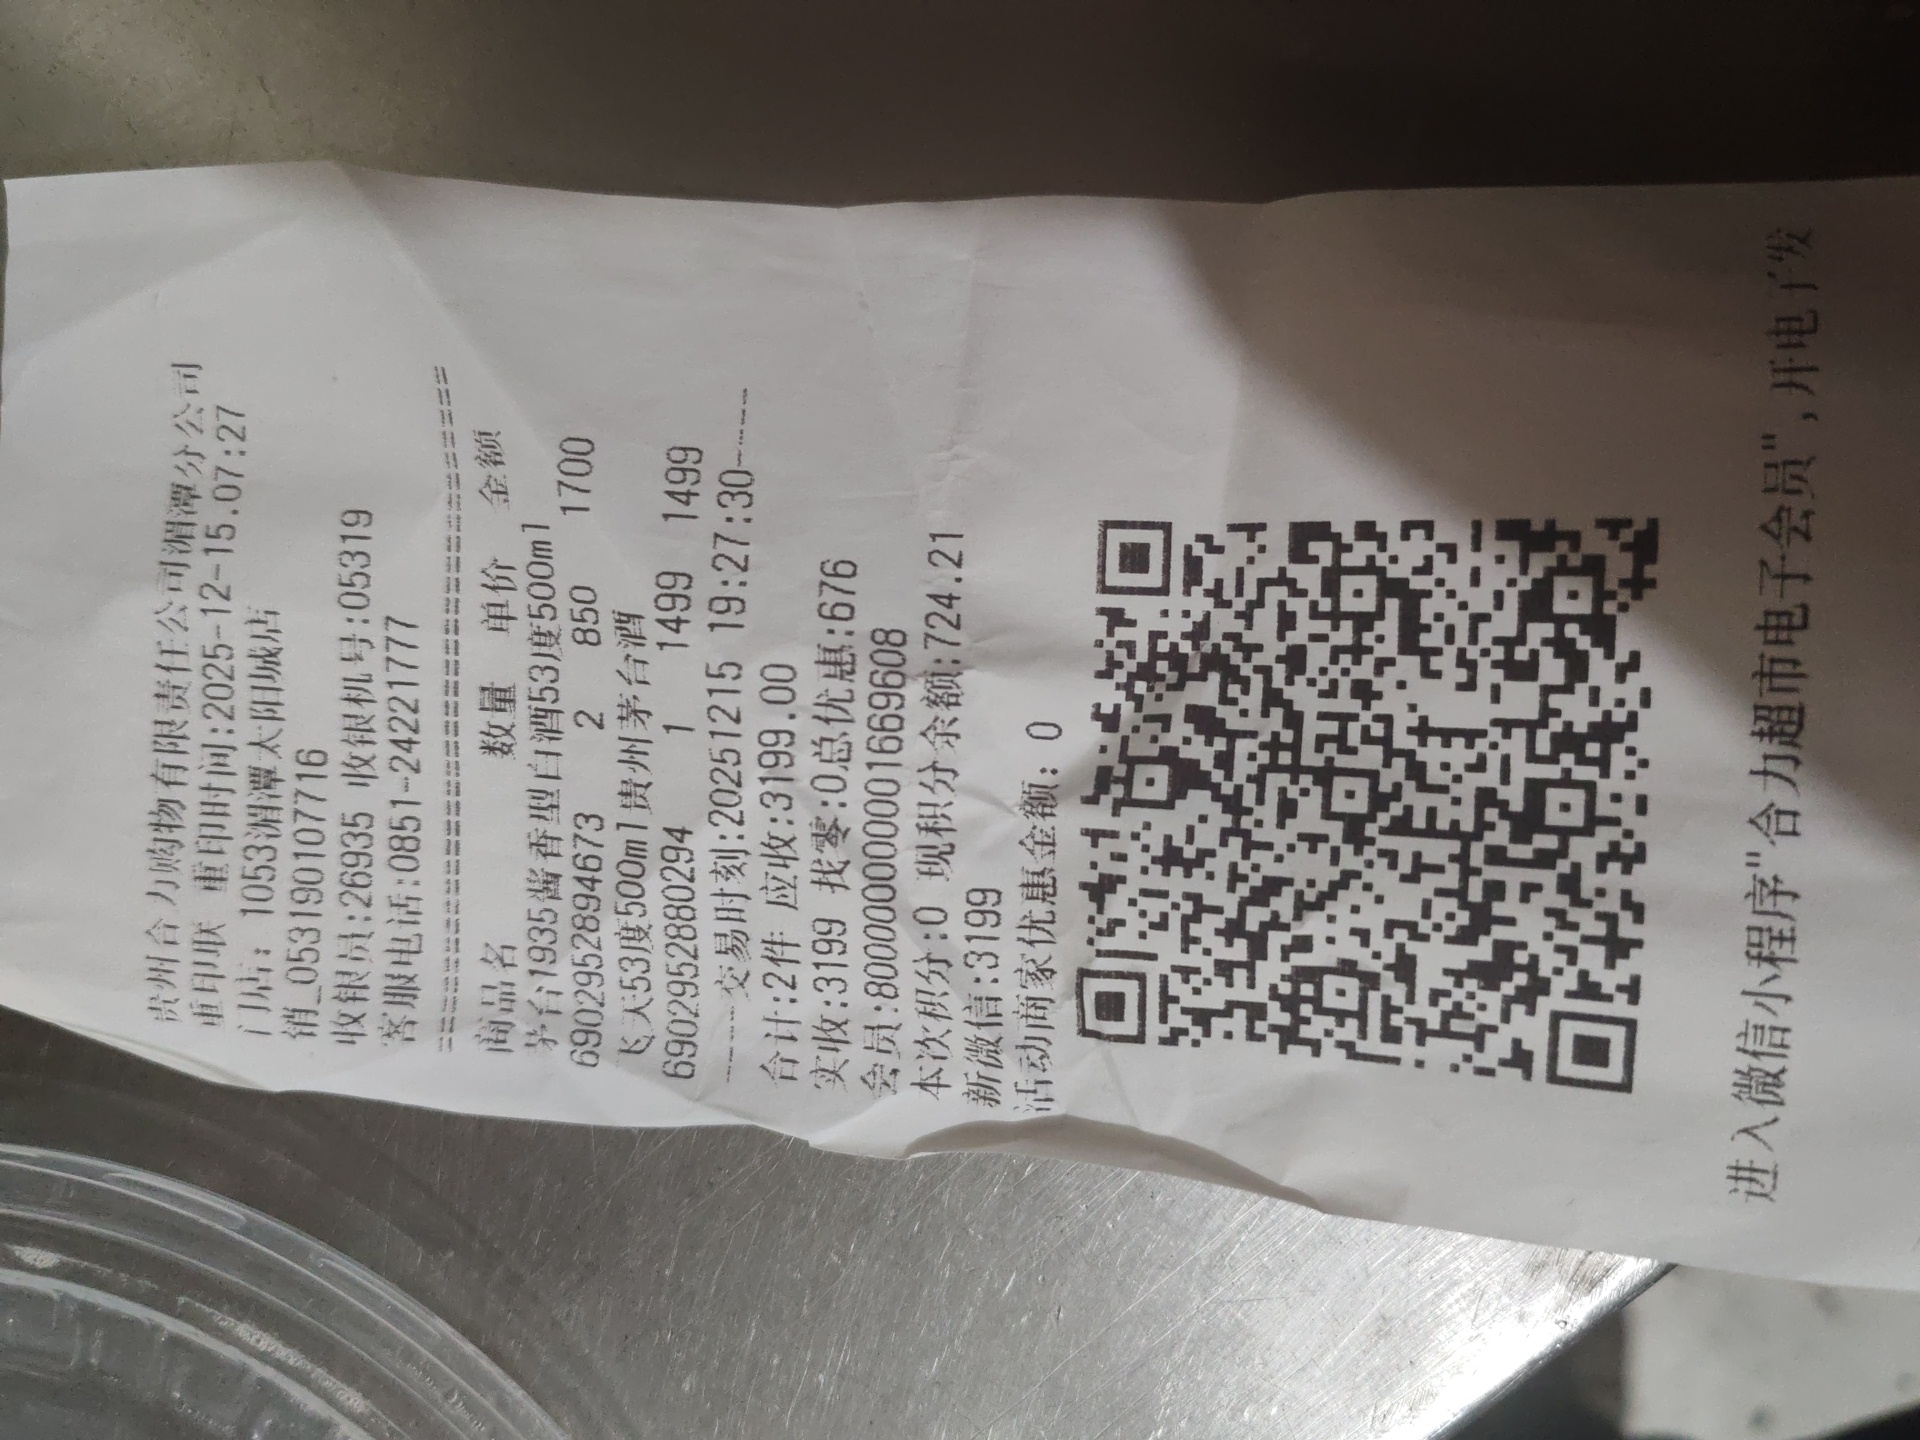 贵州合力购物有限责任公司湄潭分公司
重印联 重印时间:2025-12-15.07:27
门店: 1053湄潭太阳城店
销_053190107716
收银员:266935 收银机号:05319
客服电话:0851-24221777
商品名 数量 单价 金额
茅台1935酱香型白酒53度500ml
6902952894673 2 850 1700
飞天53度500ml贵州茅台酒
6902952880294 1 1499 1499
-----交易时刻:20251215 19:27:30-----
合计:2件 应收:3199.00
实收:3199 找零:0总优惠:676
会员:8000000000016696​08
本次积分:0 现积分余额:724.21
新微信:3199
活动商家优惠金额: 0
进入微信小程序"合力超市电子会员",开电子发